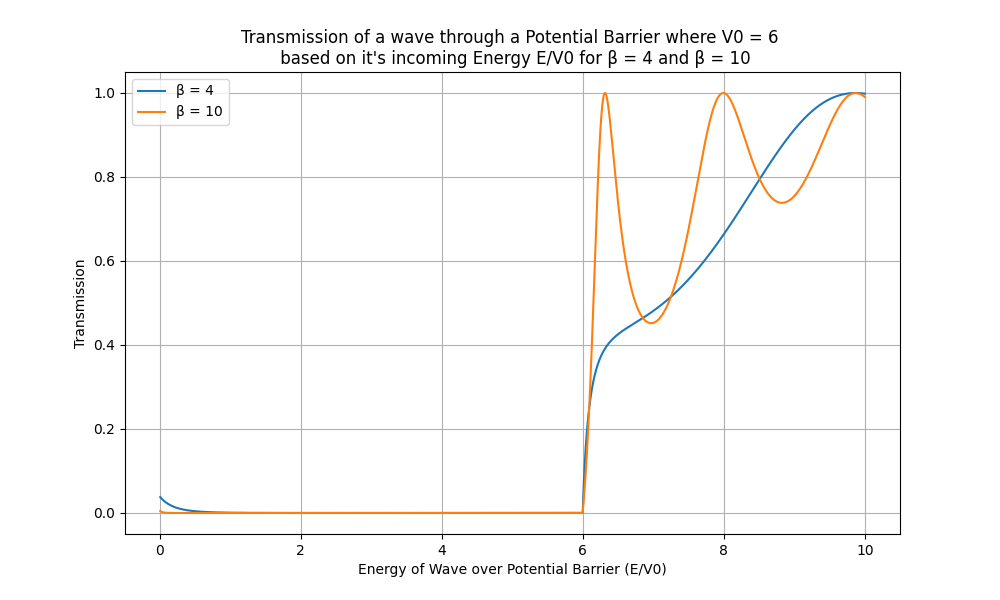 Transmission of a wave through a Potential Barrier where V0 = 6
based on it's incoming Energy E/V0 for β = 4 and β = 10
β = 4
β = 10
1.0
0.8
0.6
0.4
0.2
0.0
Transmission
0 2 4 6 8 10
Energy of Wave over Potential Barrier (E/V0)